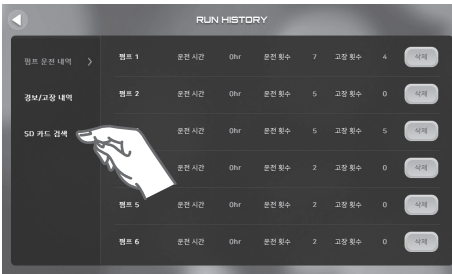 RUN HISTORY
펌프 운전 내역 >
경보/고장 내역
SD 카드 검색
펌프 1 운전 시간 0hr 운전 횟수 7 고장 횟수 4 삭제
펌프 2 운전 시간 0hr 운전 횟수 5 고장 횟수 0 삭제
운전 시간 0hr 운전 횟수 5 고장 횟수 5 삭제
운전 시간 0hr 운전 횟수 2 고장 횟수 0 삭제
펌프 5 운전 시간 0hr 운전 횟수 2 고장 횟수 0 삭제
펌프 6 운전 시간 0hr 운전 횟수 2 고장 횟수 0 삭제